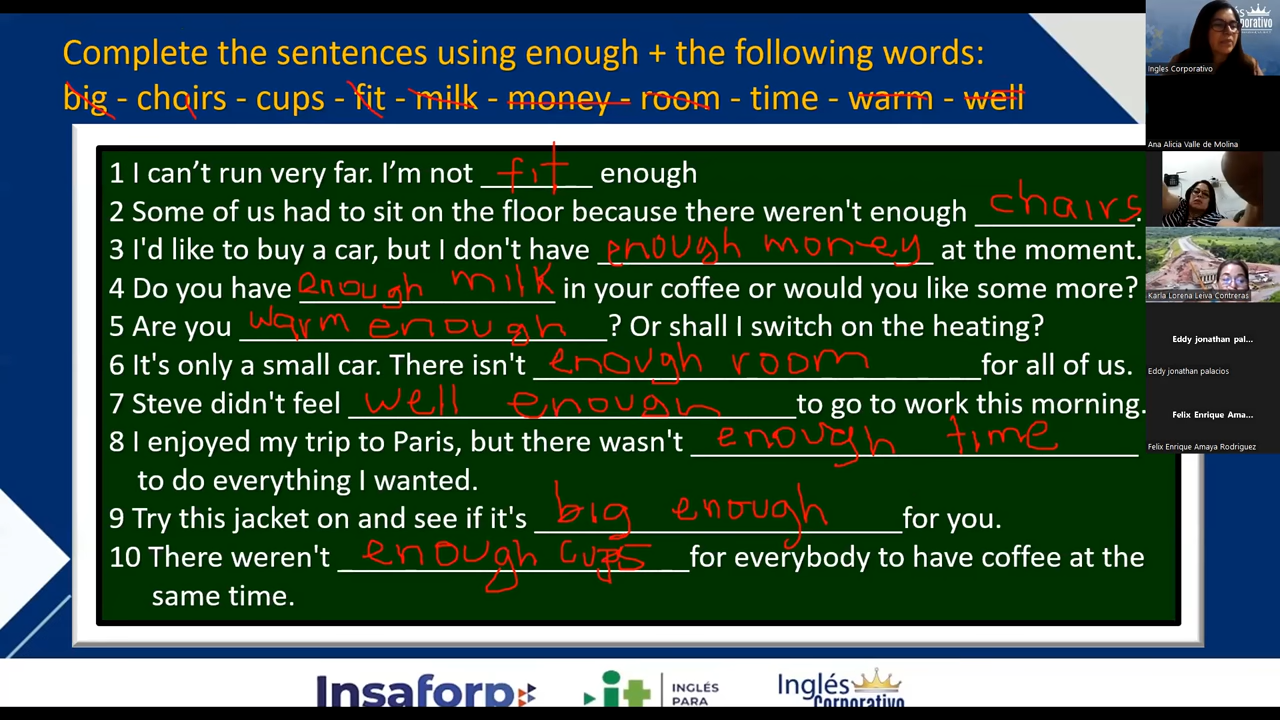 Complete the sentences using enough + the following words:
big - chairs - cups - fit - milk - money - room - time - warm - well
1 I can't run very far. I'm not fit enough
2 Some of us had to sit on the floor because there weren't enough chairs.
3 I'd like to buy a car, but I don't have enough money at the moment.
4 Do you have enough milk in your coffee or would you like some more?
5 Are you warm enough? Or shall I switch on the heating?
6 It's only a small car. There isn't enough room for all of us.
7 Steve didn't feel well enough to go to work this morning.
8 I enjoyed my trip to Paris, but there wasn't enough time
to do everything I wanted.
9 Try this jacket on and see if it's big enough for you.
10 There weren't enough cups for everybody to have coffee at the
same time.
Inglés Corporativo
Ana Alicia Valle de Molina
Karla Lorena Leiva Contreras
Eddy jonathan pal...
Eddy jonathan palacios
Felix Enrique Ama...
Felix Enrique Amaya Rodriguez
Insaforp
it
INGLÉS
PARA
Inglés
Corporativo